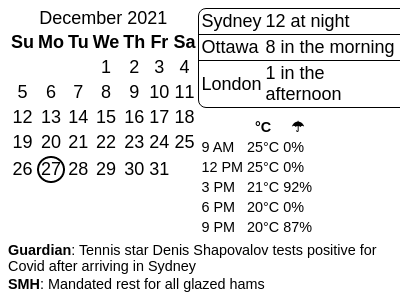 December 2021
Su Mo Tu We Th Fr Sa
1 2 3 4
5 6 7 8 9 10 11
12 13 14 15 16 17 18
19 20 21 22 23 24 25
26 27 28 29 30 31
Sydney 12 at night
Ottawa 8 in the morning
London 1 in the
afternoon
°C ☂
9 AM 25°C 0%
12 PM 25°C 0%
3 PM 21°C 92%
6 PM 20°C 0%
9 PM 20°C 87%
Guardian: Tennis star Denis Shapovalov tests positive for
Covid after arriving in Sydney
SMH: Mandated rest for all glazed hams